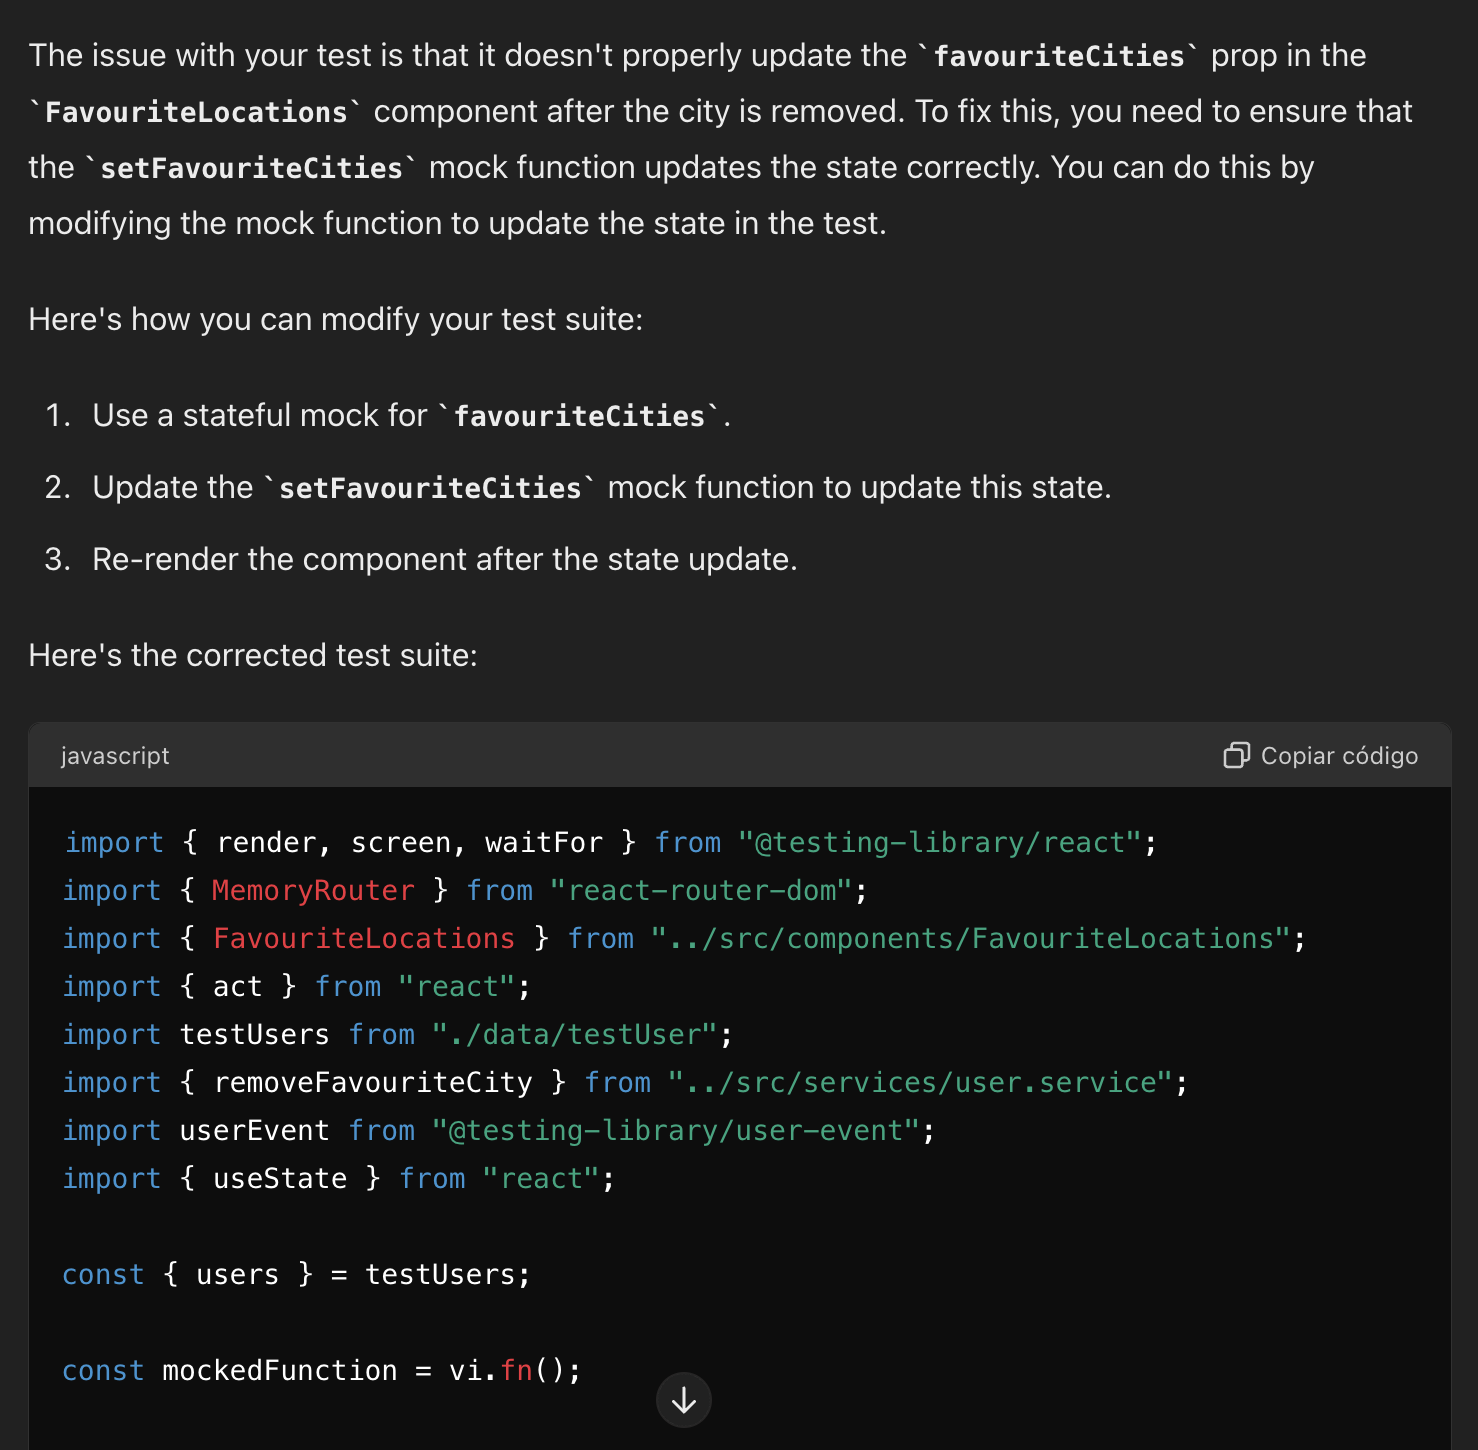 The issue with your test is that it doesn't properly update the `favouriteCities` prop in the
`FavouriteLocations` component after the city is removed. To fix this, you need to ensure that
the `setFavouriteCities` mock function updates the state correctly. You can do this by
modifying the mock function to update the state in the test.
Here's how you can modify your test suite:
1. Use a stateful mock for `favouriteCities`.
2. Update the `setFavouriteCities` mock function to update this state.
3. Re-render the component after the state update.
Here's the corrected test suite:
javascript Copiar código
import { render, screen, waitFor } from "@testing-library/react";
import { MemoryRouter } from "react-router-dom";
import { FavouriteLocations } from "../src/components/FavouriteLocations";
import { act } from "react";
import testUsers from "./data/testUser";
import { removeFavouriteCity } from "../src/services/user.service";
import userEvent from "@testing-library/user-event";
import { useState } from "react";
const { users } = testUsers;
const mockedFunction = vi.fn();